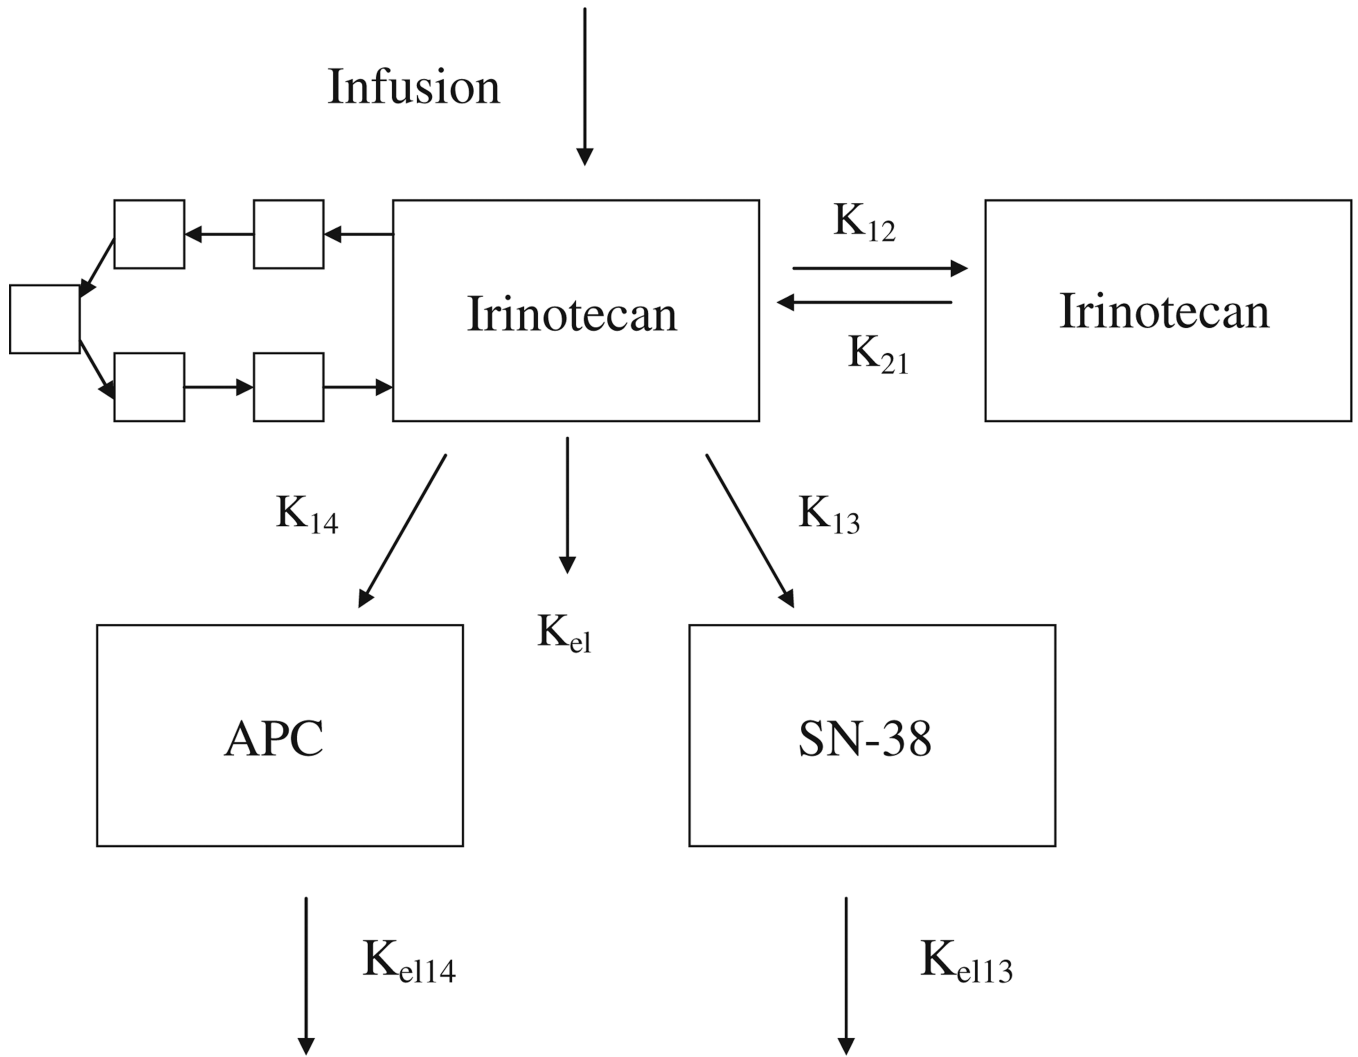 Infusion
K12
Irinotecan
Irinotecan
K21
K14
K13
Kel
APC
SN-38
Kel14
Kel13